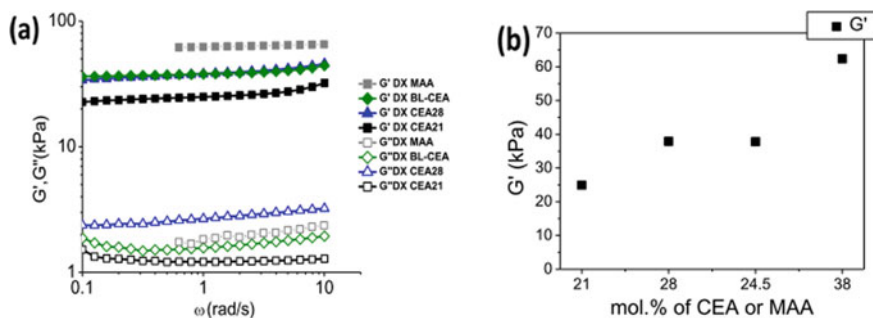 (a)
100
10
1
G',G''(kPa)
0.1
1
10
ω(rad/s)
G' DX MAA
G' DX BL-CEA
G' DX CEA28
G' DX CEA21
G''DX MAA
G''DX BL-CEA
G''DX CEA28
G''DX CEA21
(b)
G'
70
60
50
40
30
20
10
0
G' (kPa)
21
28
24.5
38
mol.% of CEA or MAA